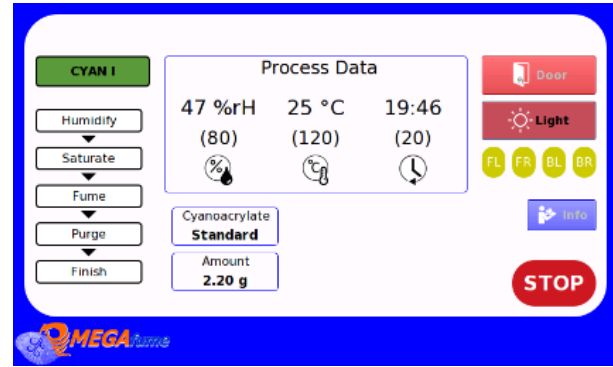 CYAN I
Humidify
Saturate
Fume
Purge
Finish
Process Data
47 %rH 25 °C 19:46
(80) (120) (20)
% °C
Cyanoacrylate
Standard
Amount
2.20 g
Door
Light
FL FR BL BR
Info
STOP
OMEGAfume